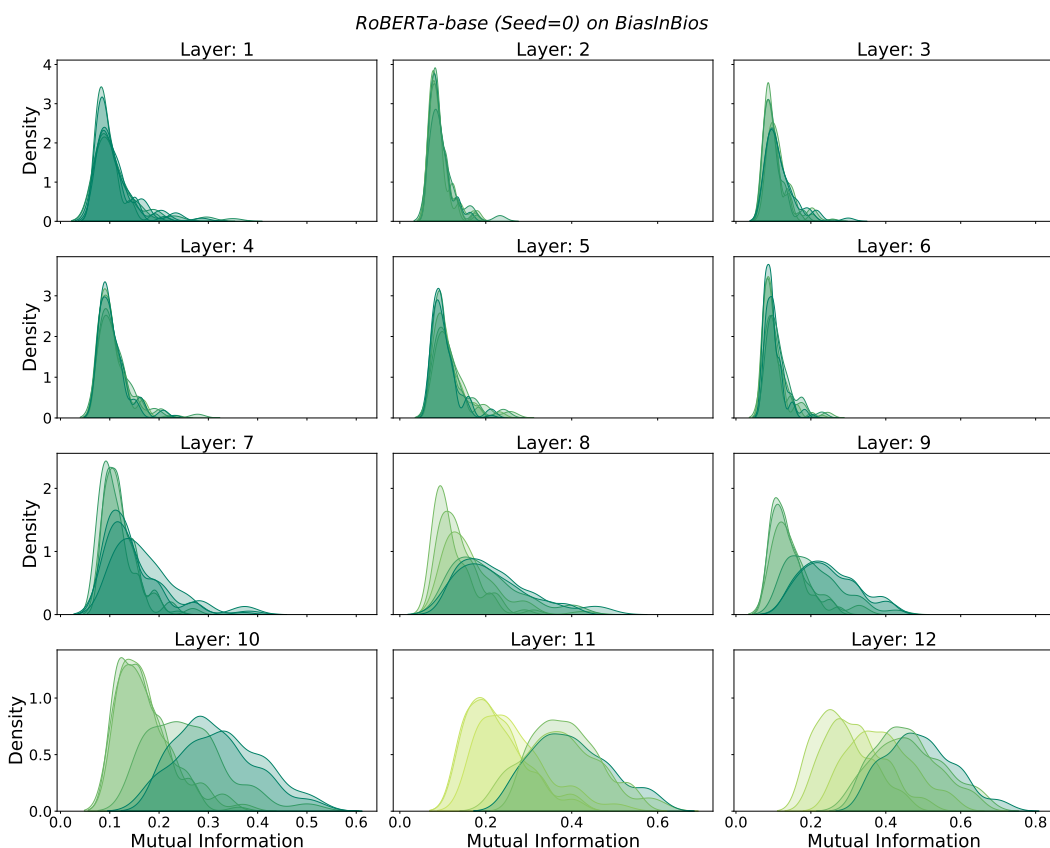 RoBERTa-base (Seed=0) on BiasInBios
Layer: 1 Layer: 2 Layer: 3
4
3
2
1
0
Density
Layer: 4 Layer: 5 Layer: 6
3
2
1
0
Density
Layer: 7 Layer: 8 Layer: 9
2
1
0
Density
Layer: 10 Layer: 11 Layer: 12
1.0
0.5
0.0
Density
0.0 0.1 0.2 0.3 0.4 0.5 0.6 0.0 0.2 0.4 0.6 0.0 0.2 0.4 0.6 0.8
Mutual Information Mutual Information Mutual Information